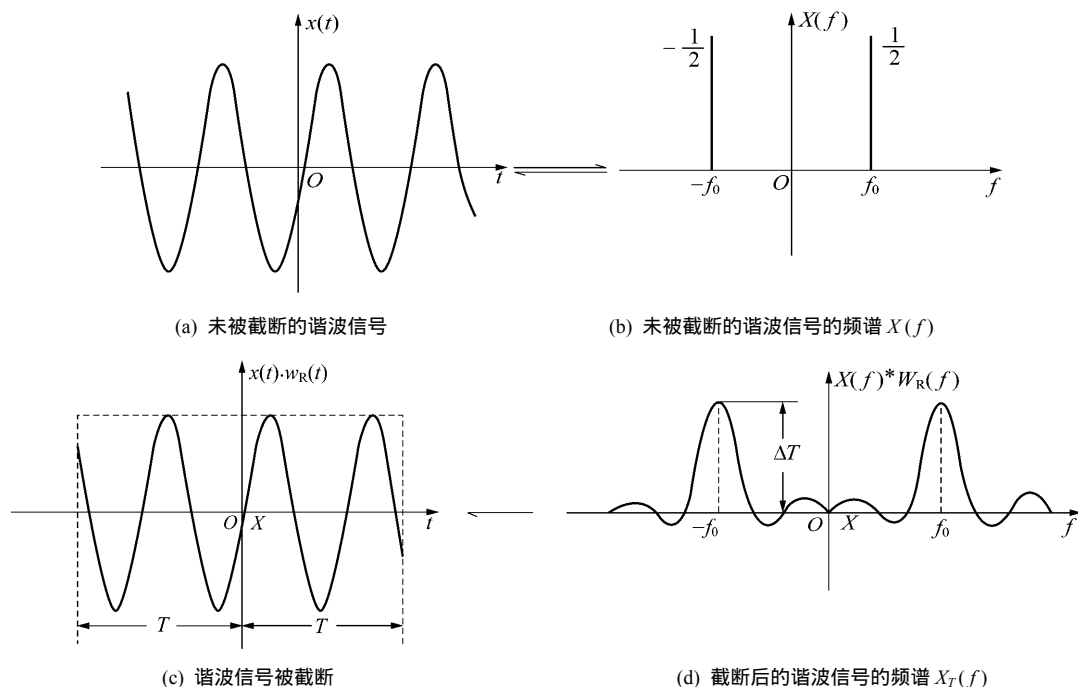 x(t)
O
t
X(f)
－1/2
1/2
－f₀
O
f₀
f
(a) 未被截断的谐波信号
(b) 未被截断的谐波信号的频谱 X(f)
x(t)·w_R(t)
O X
t
T
T
X(f)*W_R(f)
ΔT
－f₀
O X
f₀
f
(c) 谐波信号被截断
(d) 截断后的谐波信号的频谱 X_T(f)